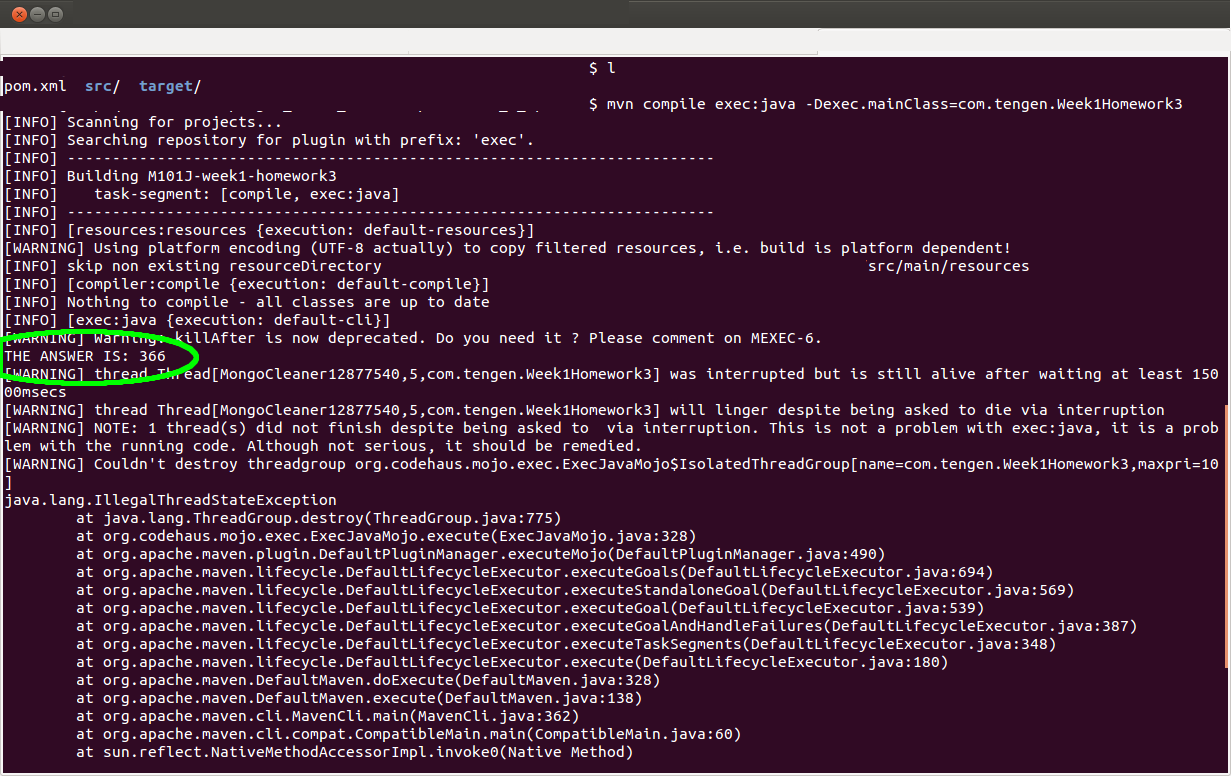 $ l
pom.xml  src/  target/
$ mvn compile exec:java -Dexec.mainClass=com.tengen.Week1Homework3
[INFO] Scanning for projects...
[INFO] Searching repository for plugin with prefix: 'exec'.
[INFO] ------------------------------------------------------------------------
[INFO] Building M101J-week1-homework3
[INFO]    task-segment: [compile, exec:java]
[INFO] ------------------------------------------------------------------------
[INFO] [resources:resources {execution: default-resources}]
[WARNING] Using platform encoding (UTF-8 actually) to copy filtered resources, i.e. build is platform dependent!
[INFO] skip non existing resourceDirectory src/main/resources
[INFO] [compiler:compile {execution: default-compile}]
[INFO] Nothing to compile - all classes are up to date
[INFO] [exec:java {execution: default-cli}]
[WARNING] Warning: killAfter is now deprecated. Do you need it ? Please comment on MEXEC-6.
THE ANSWER IS: 366
[WARNING] thread Thread[MongoCleaner12877540,5,com.tengen.Week1Homework3] was interrupted but is still alive after waiting at least 150
00msecs
[WARNING] thread Thread[MongoCleaner12877540,5,com.tengen.Week1Homework3] will linger despite being asked to die via interruption
[WARNING] NOTE: 1 thread(s) did not finish despite being asked to  via interruption. This is not a problem with exec:java, it is a prob
lem with the running code. Although not serious, it should be remedied.
[WARNING] Couldn't destroy threadgroup org.codehaus.mojo.exec.ExecJavaMojo$IsolatedThreadGroup[name=com.tengen.Week1Homework3,maxpri=10
]
java.lang.IllegalThreadStateException
        at java.lang.ThreadGroup.destroy(ThreadGroup.java:775)
        at org.codehaus.mojo.exec.ExecJavaMojo.execute(ExecJavaMojo.java:328)
        at org.apache.maven.plugin.DefaultPluginManager.executeMojo(DefaultPluginManager.java:490)
        at org.apache.maven.lifecycle.DefaultLifecycleExecutor.executeGoals(DefaultLifecycleExecutor.java:694)
        at org.apache.maven.lifecycle.DefaultLifecycleExecutor.executeStandaloneGoal(DefaultLifecycleExecutor.java:569)
        at org.apache.maven.lifecycle.DefaultLifecycleExecutor.executeGoal(DefaultLifecycleExecutor.java:539)
        at org.apache.maven.lifecycle.DefaultLifecycleExecutor.executeGoalAndHandleFailures(DefaultLifecycleExecutor.java:387)
        at org.apache.maven.lifecycle.DefaultLifecycleExecutor.executeTaskSegments(DefaultLifecycleExecutor.java:348)
        at org.apache.maven.lifecycle.DefaultLifecycleExecutor.execute(DefaultLifecycleExecutor.java:180)
        at org.apache.maven.DefaultMaven.doExecute(DefaultMaven.java:328)
        at org.apache.maven.DefaultMaven.execute(DefaultMaven.java:138)
        at org.apache.maven.cli.MavenCli.main(MavenCli.java:362)
        at org.apache.maven.cli.compat.CompatibleMain.main(CompatibleMain.java:60)
        at sun.reflect.NativeMethodAccessorImpl.invoke0(Native Method)